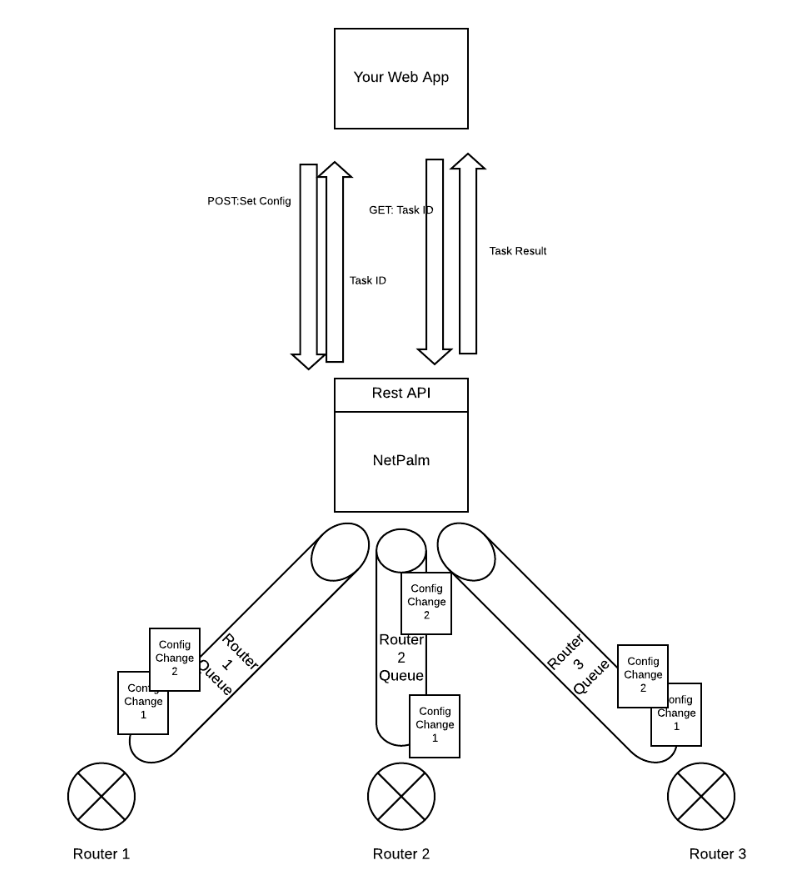 Your Web App
POST:Set Config
GET: Task ID
Task Result
Task ID
Rest API
NetPalm
Config
Change
2
Router
1
Queue
Config
Change
2
Config
Change
1
Router
2
Queue
Config
Change
1
Router
3
Queue
Config
Change
2
Config
Change
1
Router 1
Router 2
Router 3